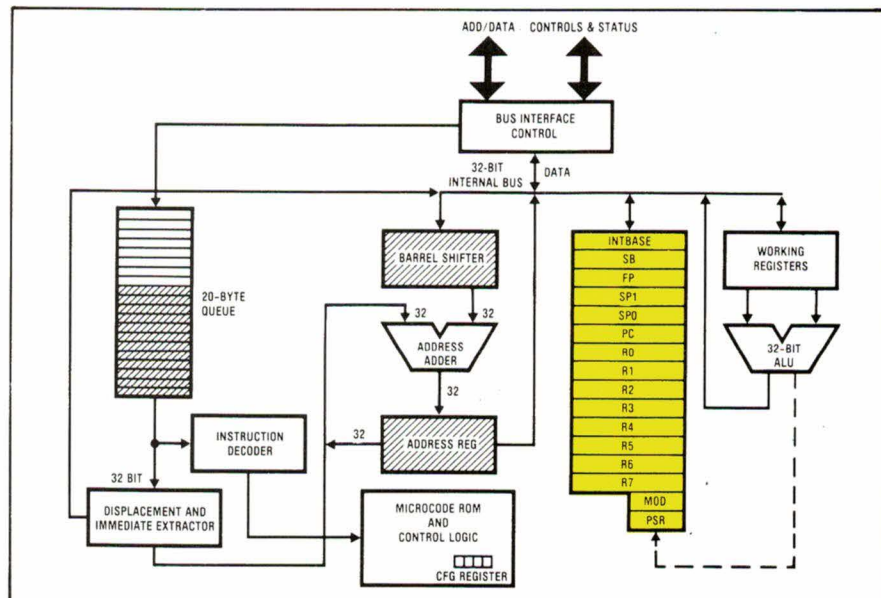 ADD/DATA
CONTROLS & STATUS
BUS INTERFACE
CONTROL
32-BIT
INTERNAL BUS
DATA
20-BYTE
QUEUE
BARREL SHIFTER
32
32
ADDRESS
ADDER
32
32
ADDRESS REG
INSTRUCTION
DECODER
32 BIT
DISPLACEMENT AND
IMMEDIATE EXTRACTOR
MICROCODE ROM
AND
CONTROL LOGIC
CFG REGISTER
INTBASE
SB
FP
SP1
SP0
PC
R0
R1
R2
R3
R4
R5
R6
R7
MOD
PSR
WORKING
REGISTERS
32-BIT
ALU